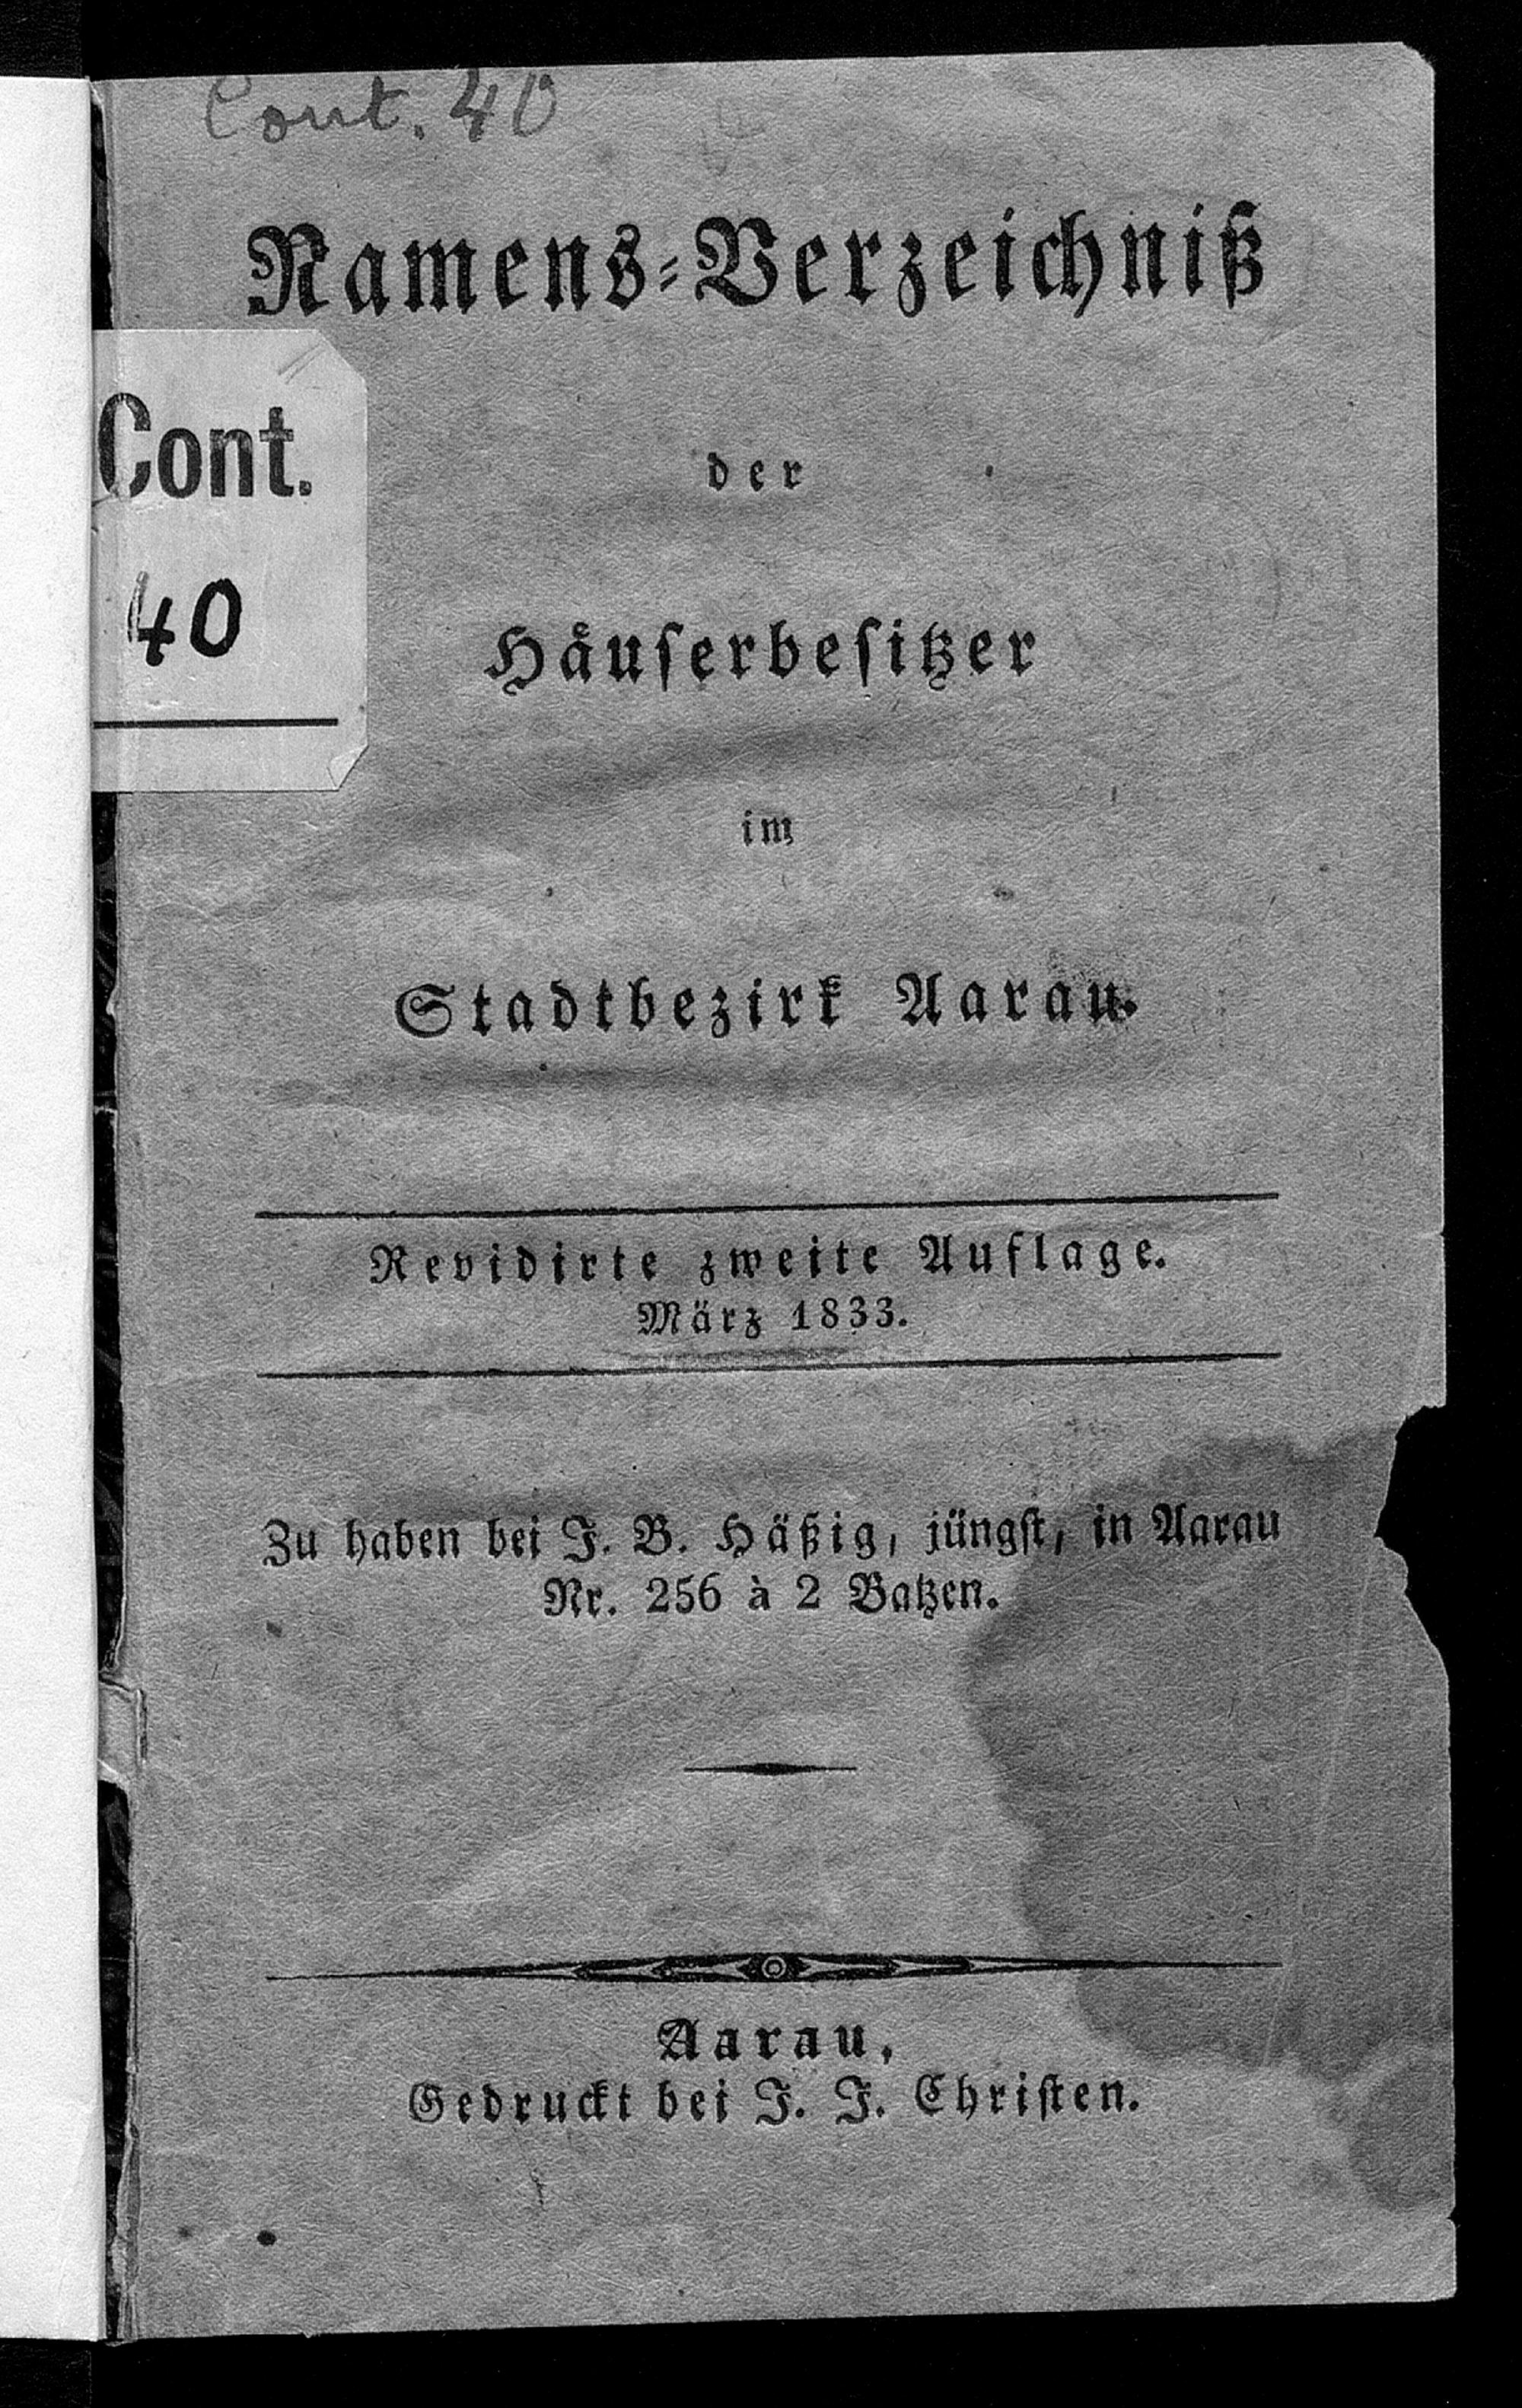 Cont. 40
Namens-Verzeichniß
Cont.
40
der
Häuserbesitzer
im
Stadtbezirk Aarau.
Revidirte zweite Auflage.
März 1833.
Zu haben bei J. B. Häßig, jüngst, in Aarau
Nr. 256 à 2 Batzen.
Aarau,
Gedruckt bei J. J. Christen.